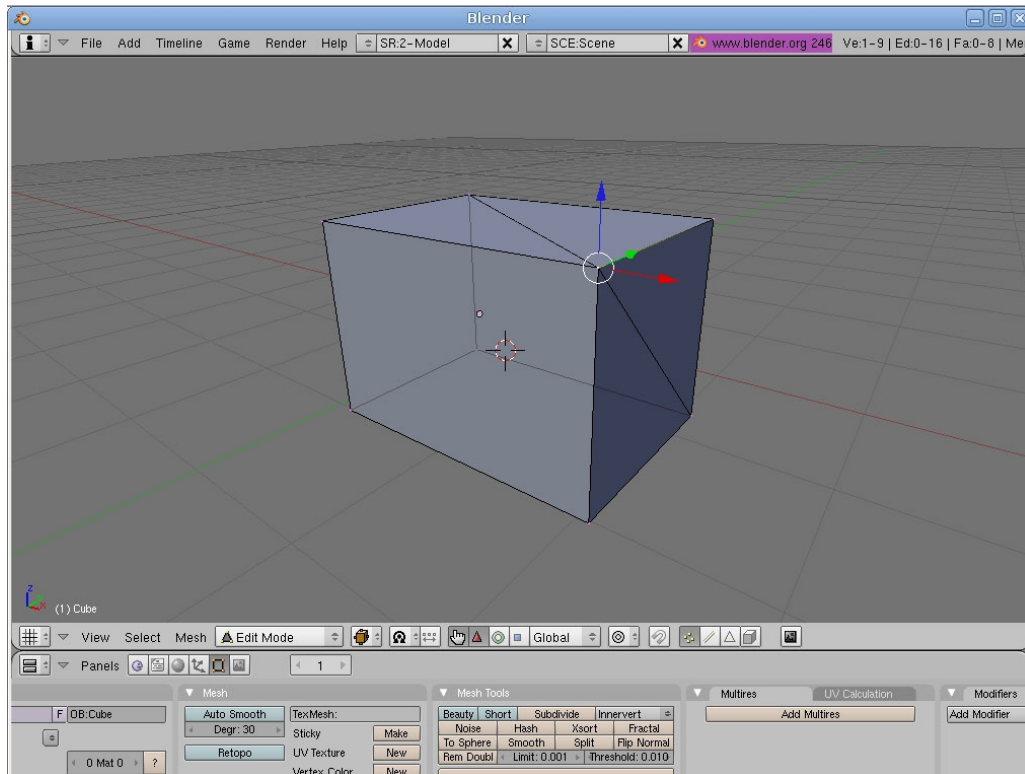 Blender
File Add Timeline Game Render Help SR:2-Model X SCE:Scene X www.blender.org 246 Ve:1-9 | Ed:0-16 | Fa:0-8 | Me
z
x
(1) Cube
View Select Mesh Edit Mode Global
Panels 1
Mesh Mesh Tools Multires UV Calculation Modifiers
F OB:Cube Auto Smooth TexMesh: Beauty Short Subdivide Innervert Add Multires Add Modifier
Degr: 30 Sticky Make Noise Hash Xsort Fractal
Retopo UV Texture New To Sphere Smooth Split Flip Normal
0 Mat 0 ? Vertex Color New Rem Doubl Limit: 0.001 Threshold: 0.010